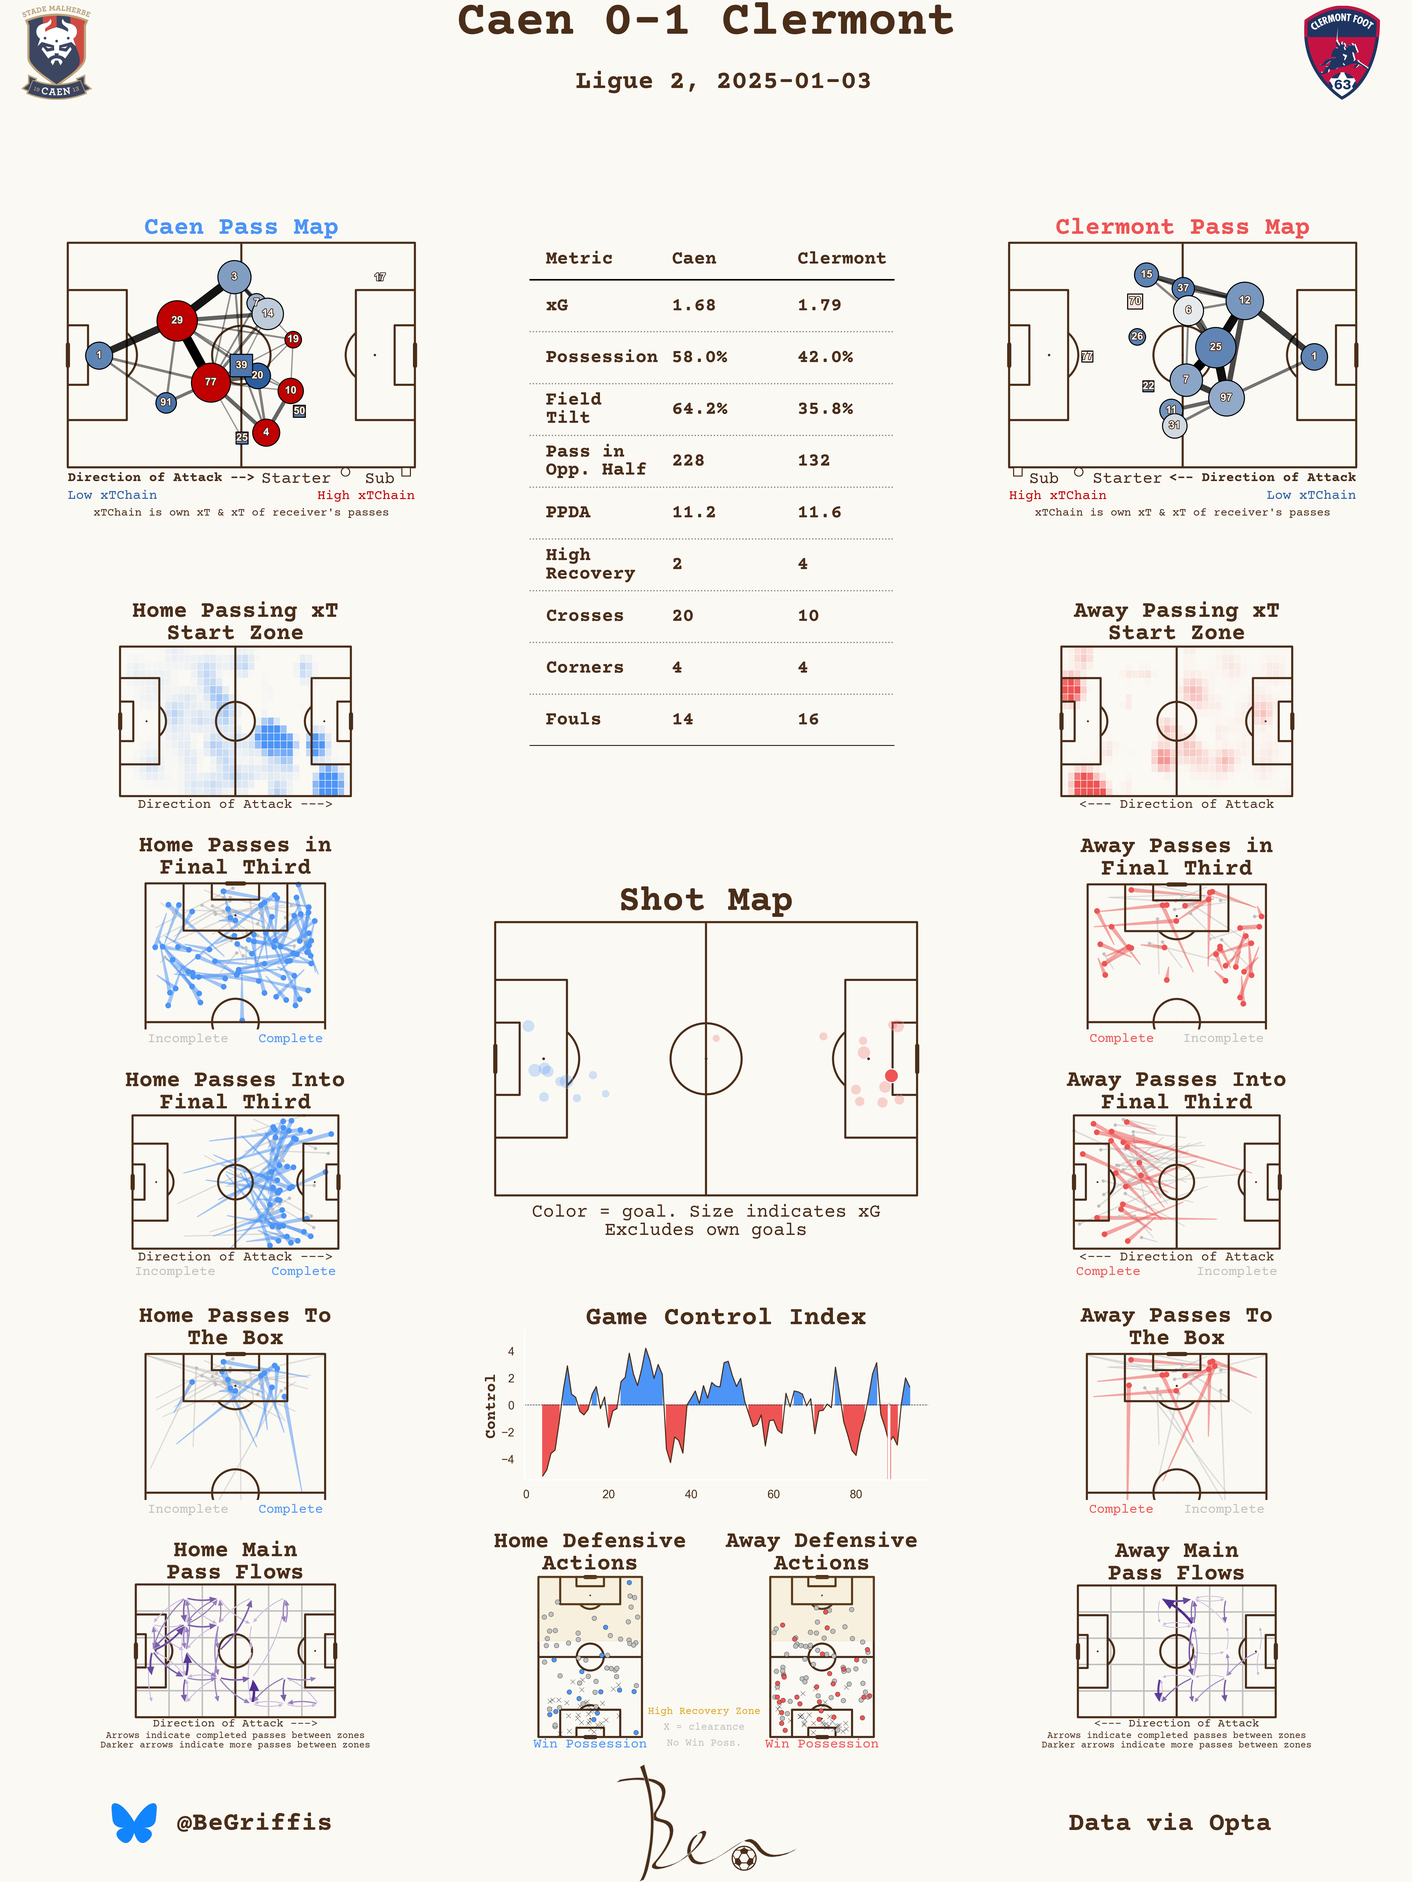 Caen 0-1 Clermont
Ligue 2, 2025-01-03
STADE MALHERBE
19 CAEN 13
CLERMONT FOOT
63
Caen Pass Map
3
17
7
14
29
19
1
39
20
77
10
91
50
4
25
Direction of Attack --> Starter Sub
Low xTChain High xTChain
xTChain is own xT & xT of receiver's passes
Metric Caen Clermont
xG 1.68 1.79
Possession 58.0% 42.0%
Field
Tilt 64.2% 35.8%
Pass in
Opp. Half 228 132
PPDA 11.2 11.6
High
Recovery 2 4
Crosses 20 10
Corners 4 4
Fouls 14 16
Clermont Pass Map
15
37
12
70
6
26
25
77
1
7
22
97
11
31
Sub Starter <-- Direction of Attack
High xTChain Low xTChain
xTChain is own xT & xT of receiver's passes
Home Passing xT
Start Zone
Direction of Attack --->
Away Passing xT
Start Zone
<--- Direction of Attack
Home Passes in
Final Third
Incomplete Complete
Shot Map
Color = goal. Size indicates xG
Excludes own goals
Away Passes in
Final Third
Complete Incomplete
Home Passes Into
Final Third
Direction of Attack --->
Incomplete Complete
Away Passes Into
Final Third
<--- Direction of Attack
Complete Incomplete
Home Passes To
The Box
Incomplete Complete
Game Control Index
Control
4
2
0
−2
−4
0 20 40 60 80
Away Passes To
The Box
Complete Incomplete
Home Main
Pass Flows
Direction of Attack --->
Arrows indicate completed passes between zones
Darker arrows indicate more passes between zones
Home Defensive
Actions
Win Possession
High Recovery Zone
X = clearance
No Win Poss.
Away Defensive
Actions
Win Possession
Away Main
Pass Flows
<--- Direction of Attack
Arrows indicate completed passes between zones
Darker arrows indicate more passes between zones
@BeGriffis
Ben
Data via Opta